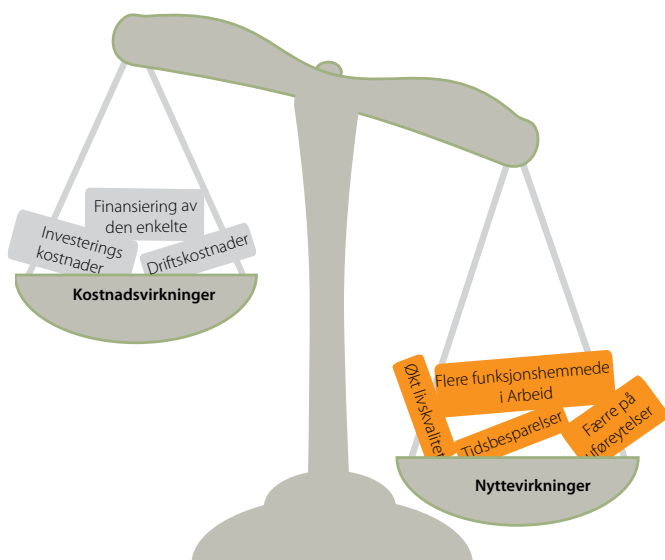 Finansiering av
den enkelte
Investerings
kostnader
Driftskostnader
Kostnadsvirkninger
Økt livskvalitet
Flere funksjonshemmede
i Arbeid
Tidsbesparelser
Færre på
uføreytelser
Nyttevirkninger